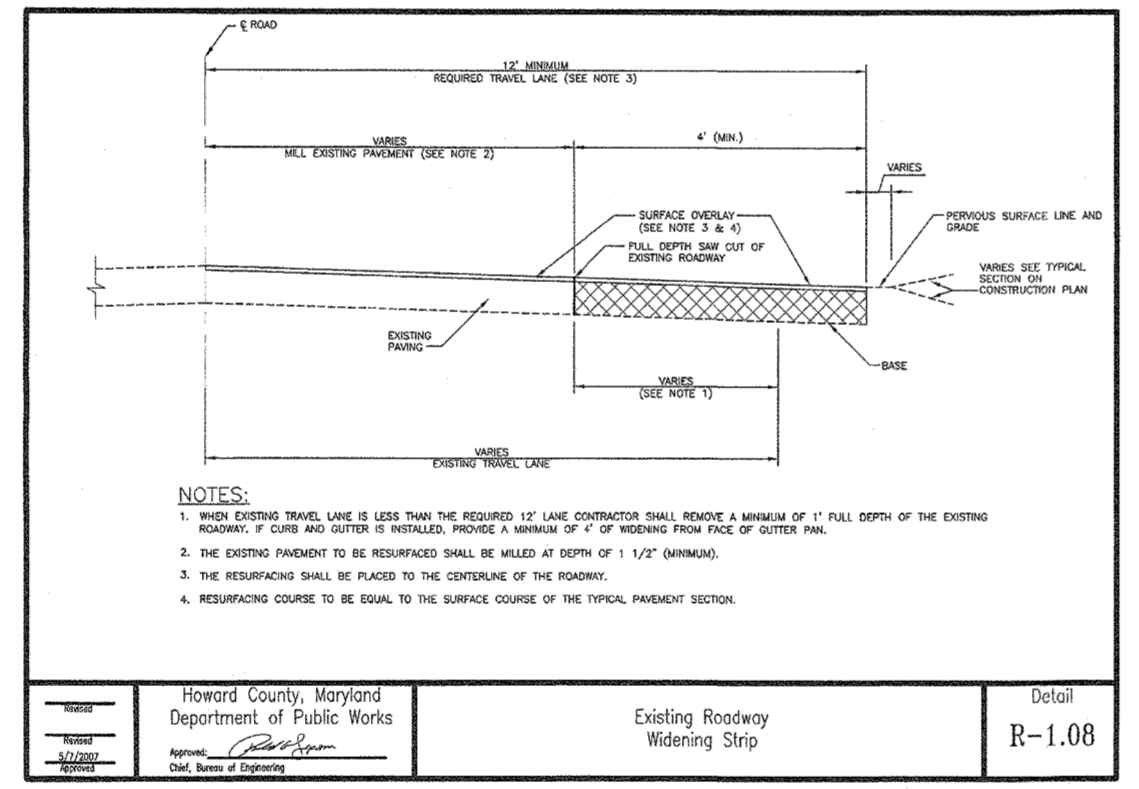 ℄ ROAD
12' MINIMUM
REQUIRED TRAVEL LANE (SEE NOTE 3)
VARIES
MILL EXISTING PAVEMENT (SEE NOTE 2)
4' (MIN.)
VARIES
SURFACE OVERLAY
(SEE NOTE 3 & 4)
FULL DEPTH SAW CUT OF
EXISTING ROADWAY
PERVIOUS SURFACE LINE AND
GRADE
VARIES SEE TYPICAL
SECTION ON
CONSTRUCTION PLAN
EXISTING
PAVING
BASE
VARIES
(SEE NOTE 1)
VARIES
EXISTING TRAVEL LANE
NOTES:
1. WHEN EXISTING TRAVEL LANE IS LESS THAN THE REQUIRED 12' LANE CONTRACTOR SHALL REMOVE A MINIMUM OF 1' FULL DEPTH OF THE EXISTING
ROADWAY. IF CURB AND GUTTER IS INSTALLED, PROVIDE A MINIMUM OF 4' OF WIDENING FROM FACE OF GUTTER PAN.
2. THE EXISTING PAVEMENT TO BE RESURFACED SHALL BE MILLED AT DEPTH OF 1 1/2" (MINIMUM).
3. THE RESURFACING SHALL BE PLACED TO THE CENTERLINE OF THE ROADWAY.
4. RESURFACING COURSE TO BE EQUAL TO THE SURFACE COURSE OF THE TYPICAL PAVEMENT SECTION.
Revised
Revised
5/7/2007
Approved
Howard County, Maryland
Department of Public Works
Approved:
Chief, Bureau of Engineering
Existing Roadway
Widening Strip
Detail
R-1.08